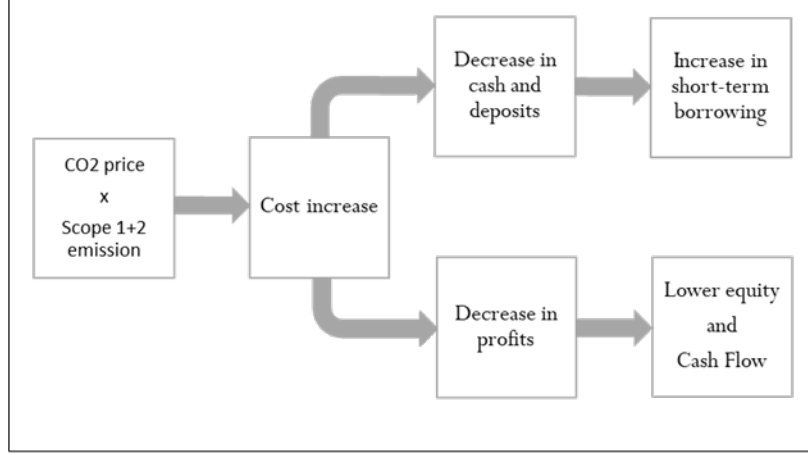 CO2 price
x
Scope 1+2
emission
Cost increase
Decrease in
cash and
deposits
Increase in
short-term
borrowing
Decrease in
profits
Lower equity
and
Cash Flow